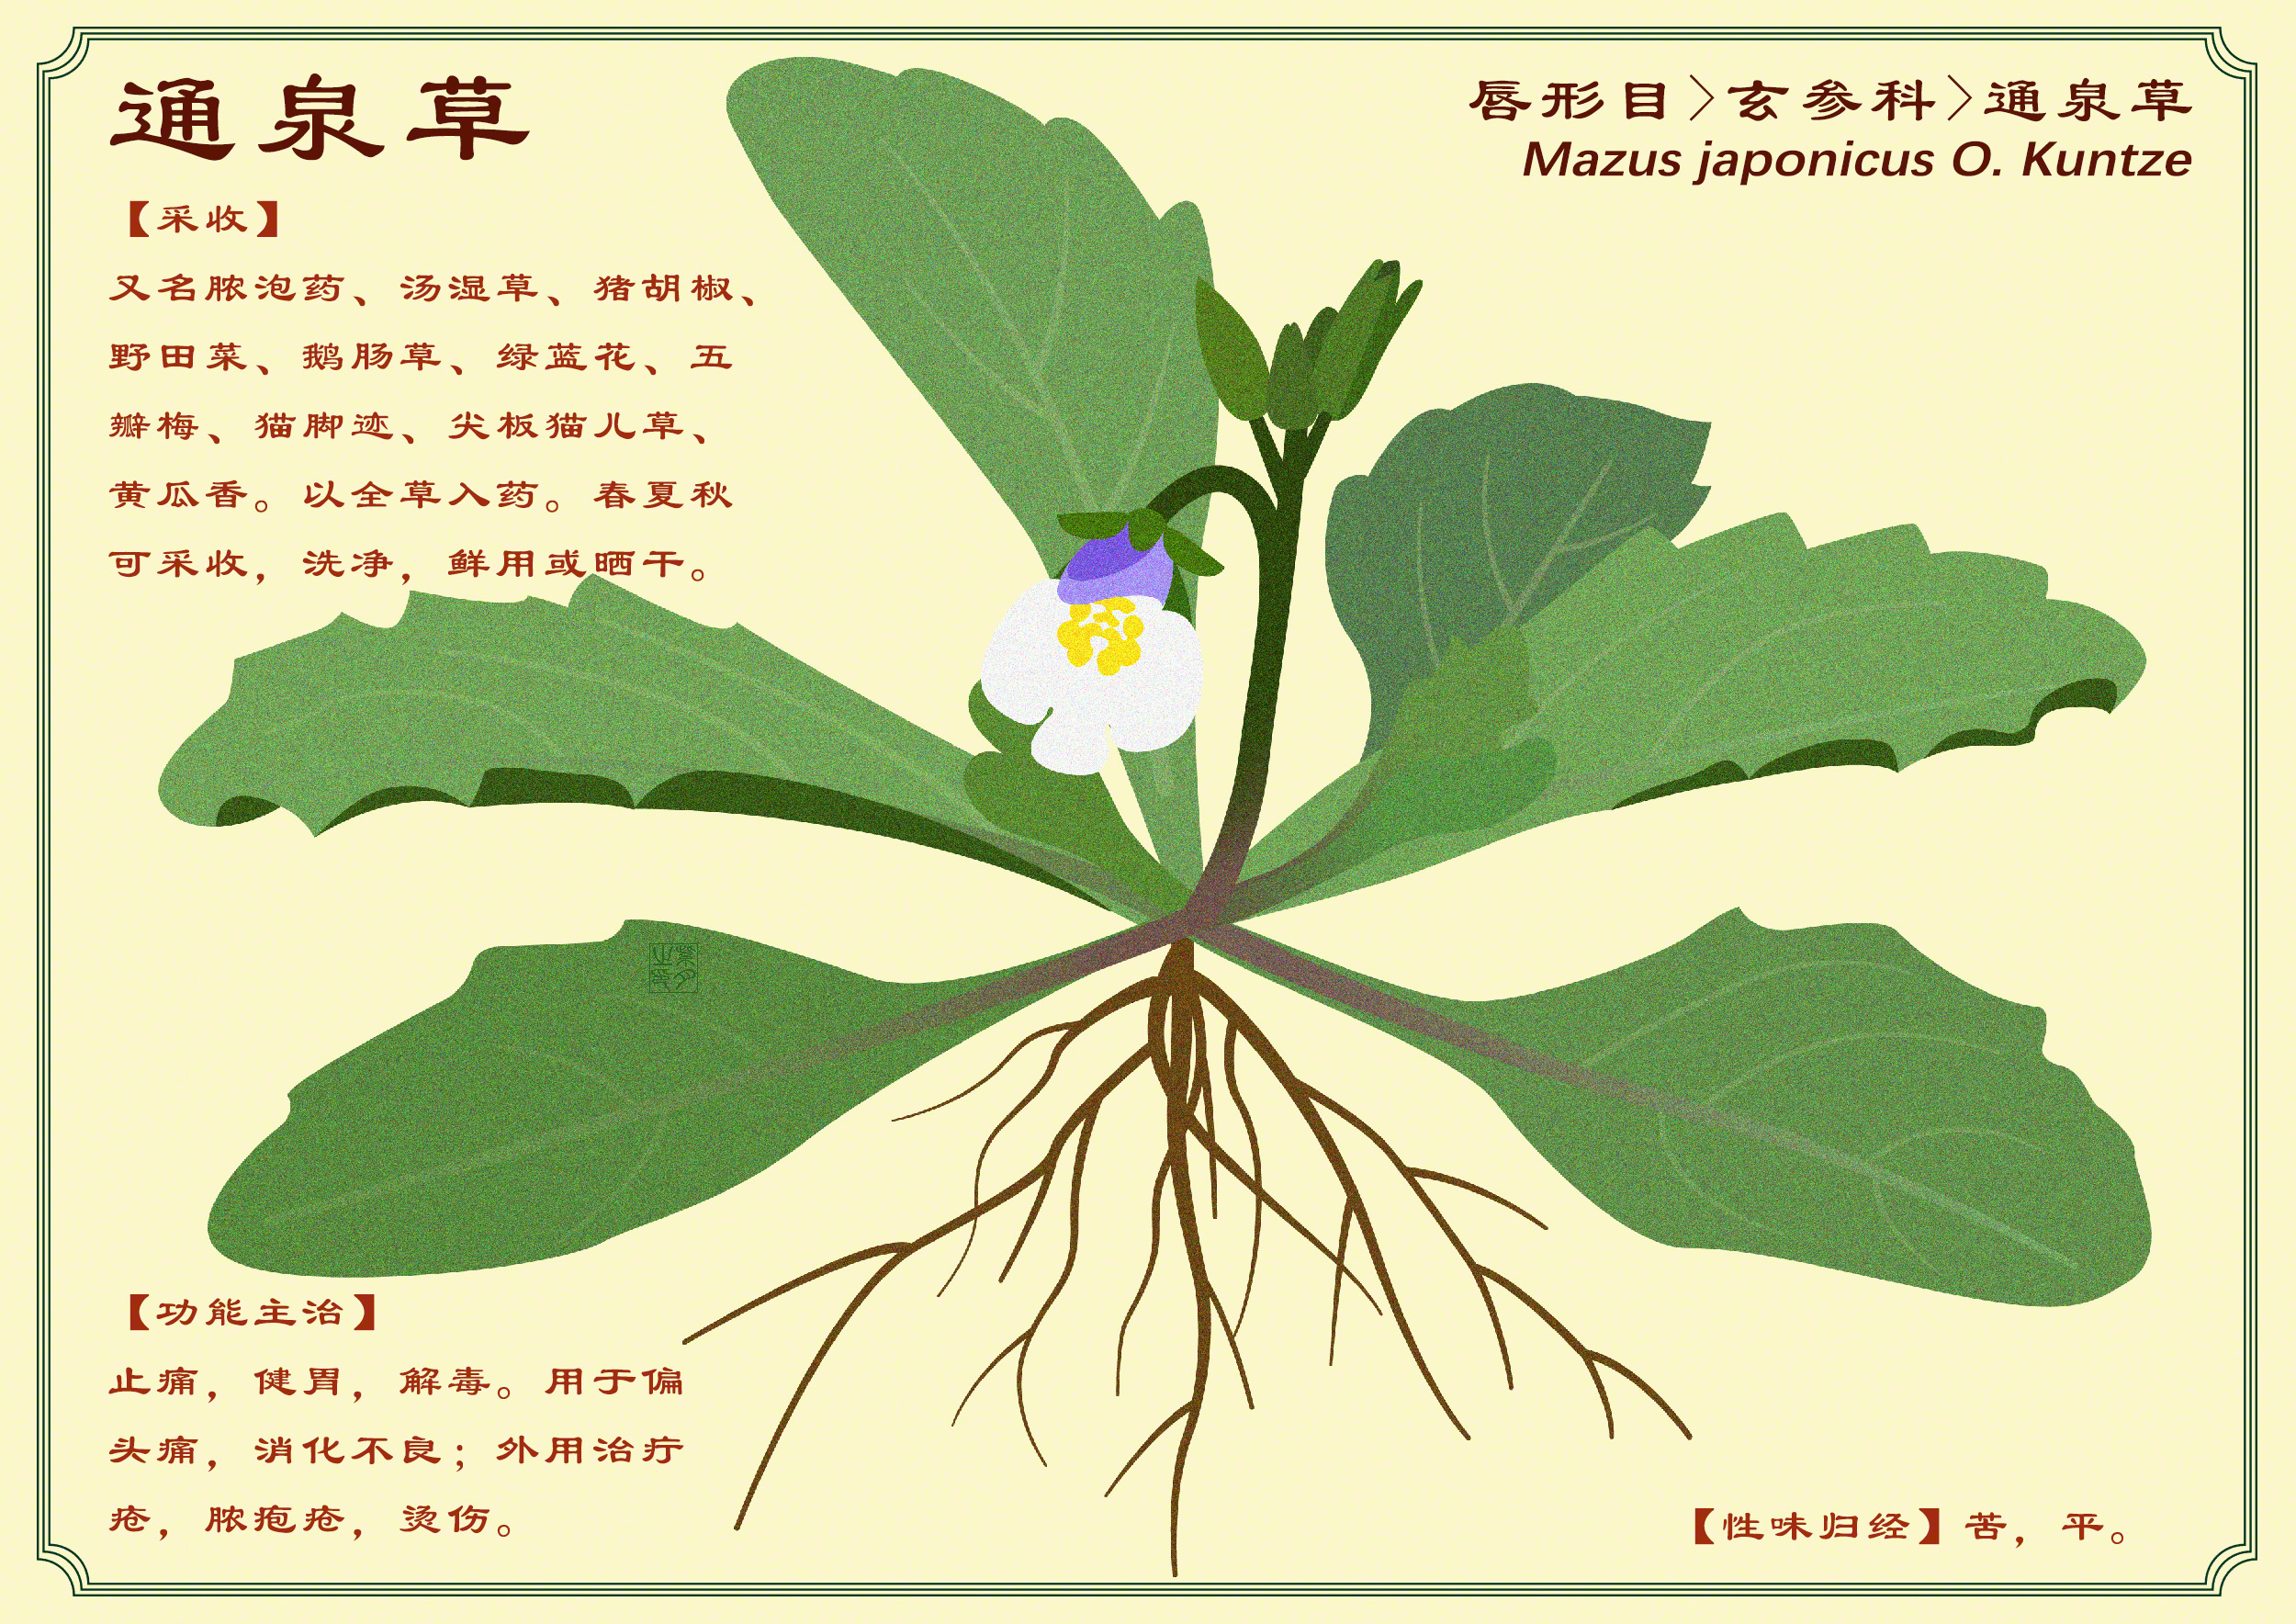 通泉草
唇形目〉玄参科〉通泉草
Mazus japonicus O. Kuntze
【采收】
又名脓泡药、汤湿草、猪胡椒、
野田菜、鹅肠草、绿蓝花、五
瓣梅、猫脚迹、尖板猫儿草、
黄瓜香。以全草入药。春夏秋
可采收，洗净，鲜用或晒干。
【功能主治】
止痛，健胃，解毒。用于偏
头痛，消化不良；外用治疔
疮，脓疱疮，烫伤。
【性味归经】苦，平。